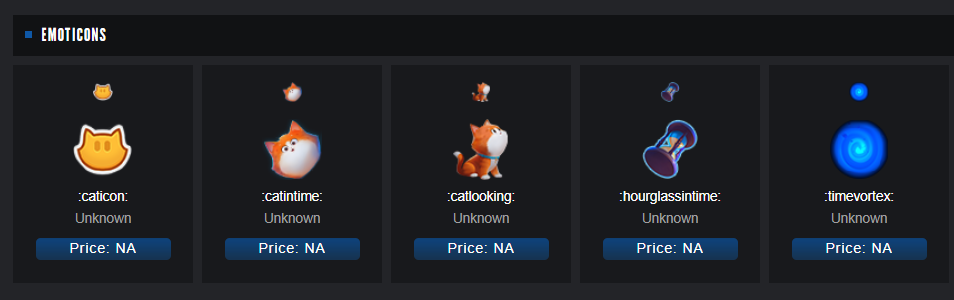 EMOTICONS
:caticon:
Unknown
Price: NA
:catintime:
Unknown
Price: NA
:catlooking:
Unknown
Price: NA
:hourglassintime:
Unknown
Price: NA
:timevortex:
Unknown
Price: NA